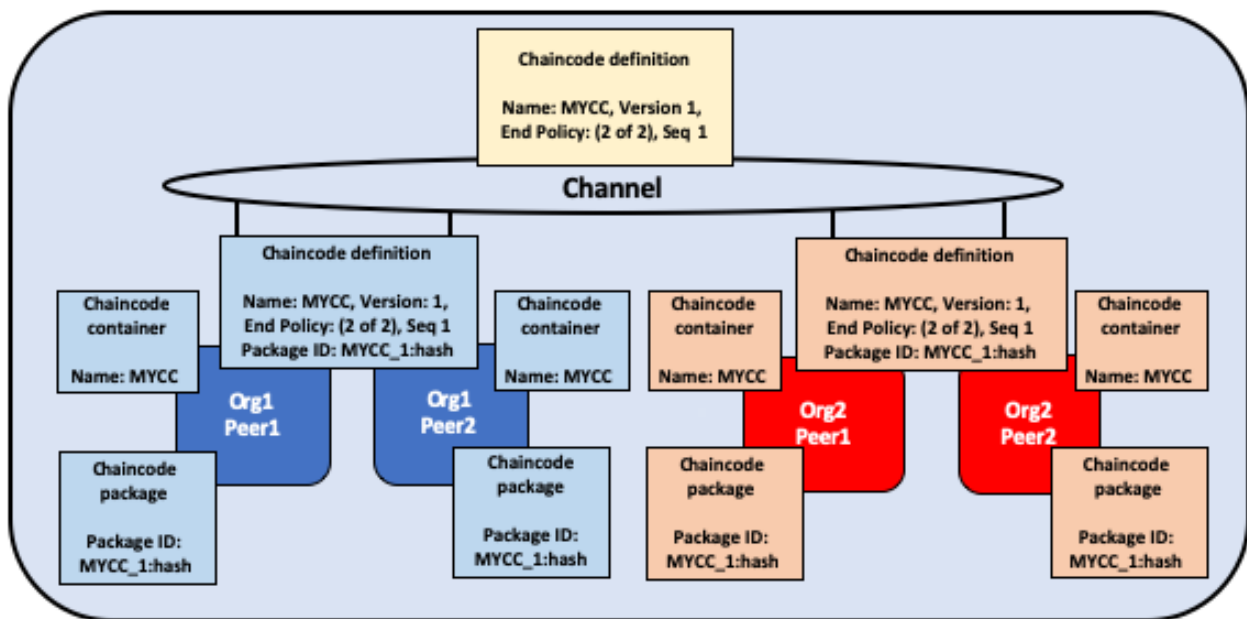 Chaincode definition
Name: MYCC, Version 1,
End Policy: (2 of 2), Seq 1
Channel
Chaincode definition
Name: MYCC, Version: 1,
End Policy: (2 of 2), Seq 1
Package ID: MYCC_1:hash
Chaincode definition
Name: MYCC, Version: 1,
End Policy: (2 of 2), Seq 1
Package ID: MYCC_1:hash
Chaincode
container
Name: MYCC
Chaincode
container
Name: MYCC
Chaincode
container
Name: MYCC
Chaincode
container
Name: MYCC
Org1
Peer1
Org1
Peer2
Org2
Peer1
Org2
Peer2
Chaincode
package
Package ID:
MYCC_1:hash
Chaincode
package
Package ID:
MYCC_1:hash
Chaincode
package
Package ID:
MYCC_1:hash
Chaincode
package
Package ID:
MYCC_1:hash